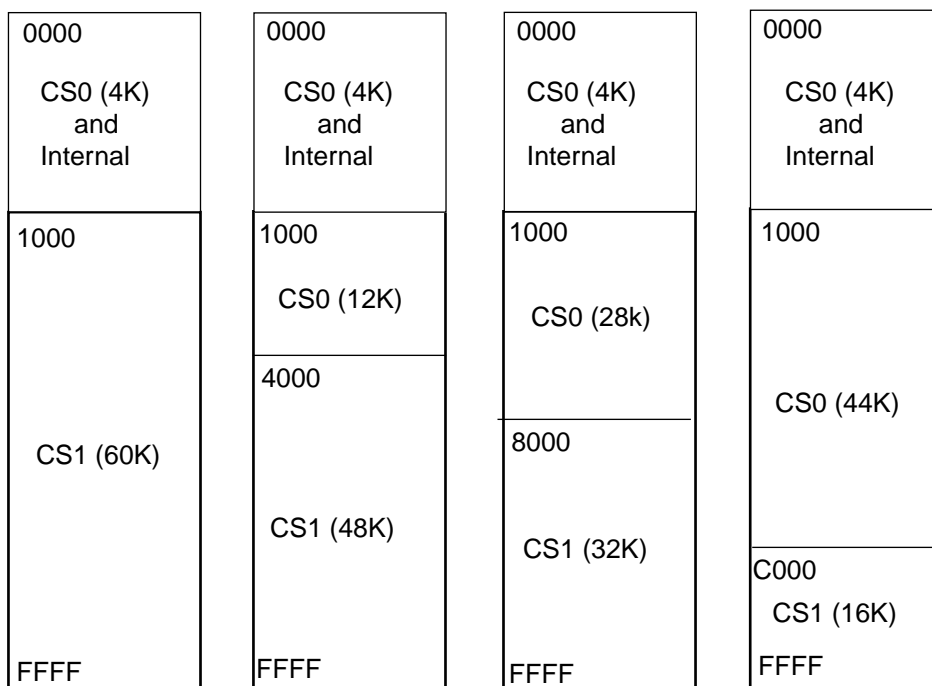 0000
CS0 (4K)
and
Internal
1000
CS1 (60K)
FFFF
0000
CS0 (4K)
and
Internal
1000
CS0 (12K)
4000
CS1 (48K)
FFFF
0000
CS0 (4K)
and
Internal
1000
CS0 (28k)
8000
CS1 (32K)
FFFF
0000
CS0 (4K)
and
Internal
1000
CS0 (44K)
C000
CS1 (16K)
FFFF